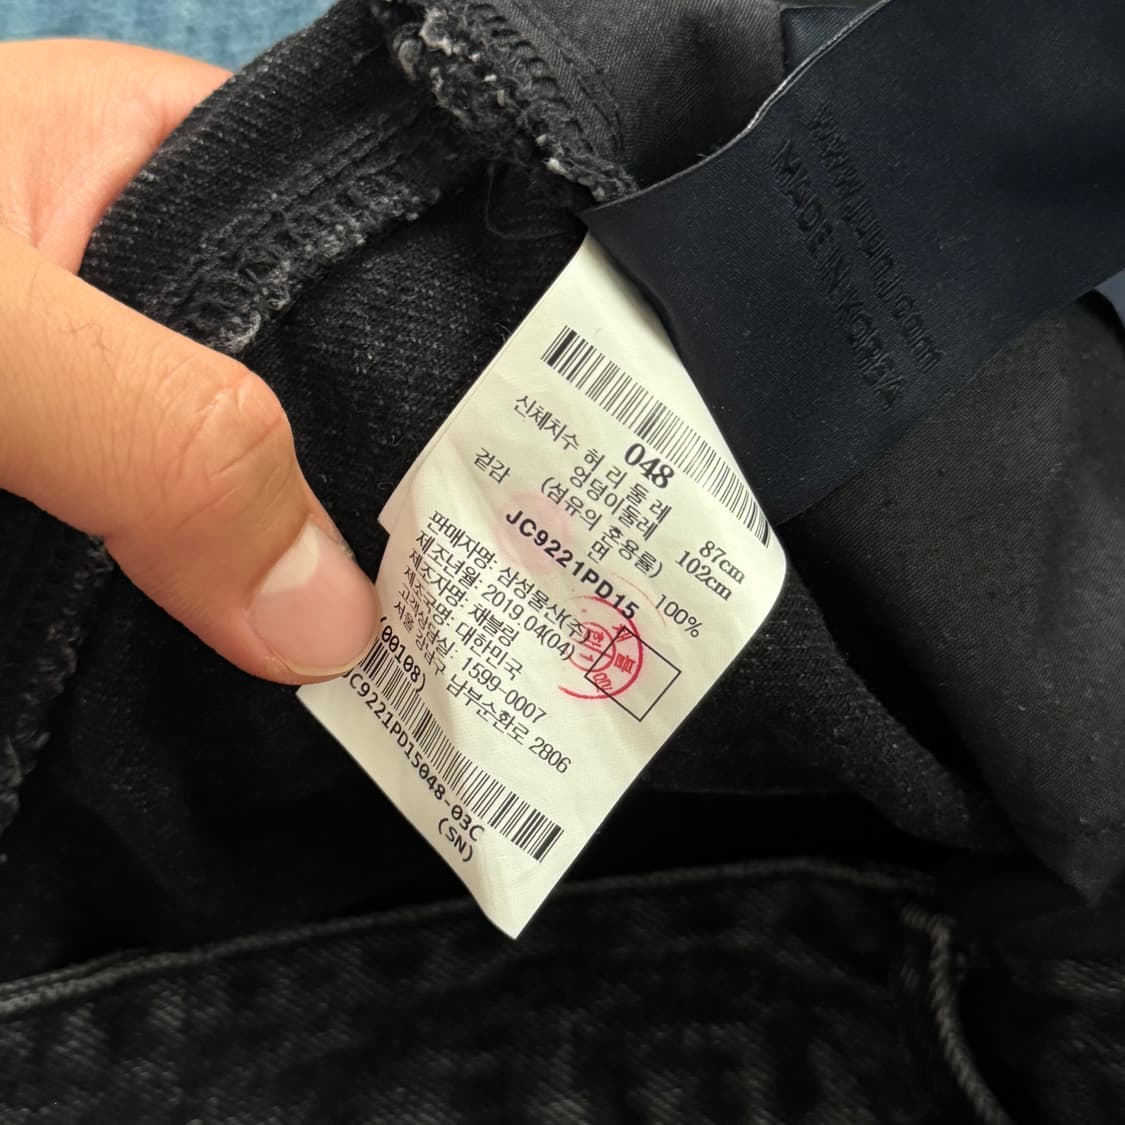 MADE IN KOREA
048
신체치수 허 리 둘 레 87cm
엉덩이둘레 102cm
(섬유의 혼용율)
겉감 면 100%
JC9221PD15
판매자명: 삼성물산(주)
제조년월: 2019.04(04)
제조자명: 채블링
제조국명: 대한민국
고객상담실: 1599-0007
서울 강남구 남부순환로 2806
(00108)
JC9221PD15048-03C
(SN)